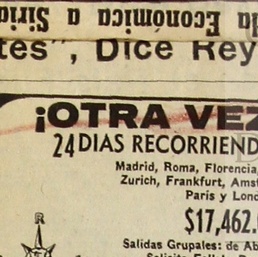 da Económica a Siria
tes", Dice Rey
¡OTRA VEZ
24 DIAS RECORRIEND
Madrid, Roma, Florencia,
Zurich, Frankfurt, Amst
París y Lond
$17,462.
Salidas Grupales: de Ab
R